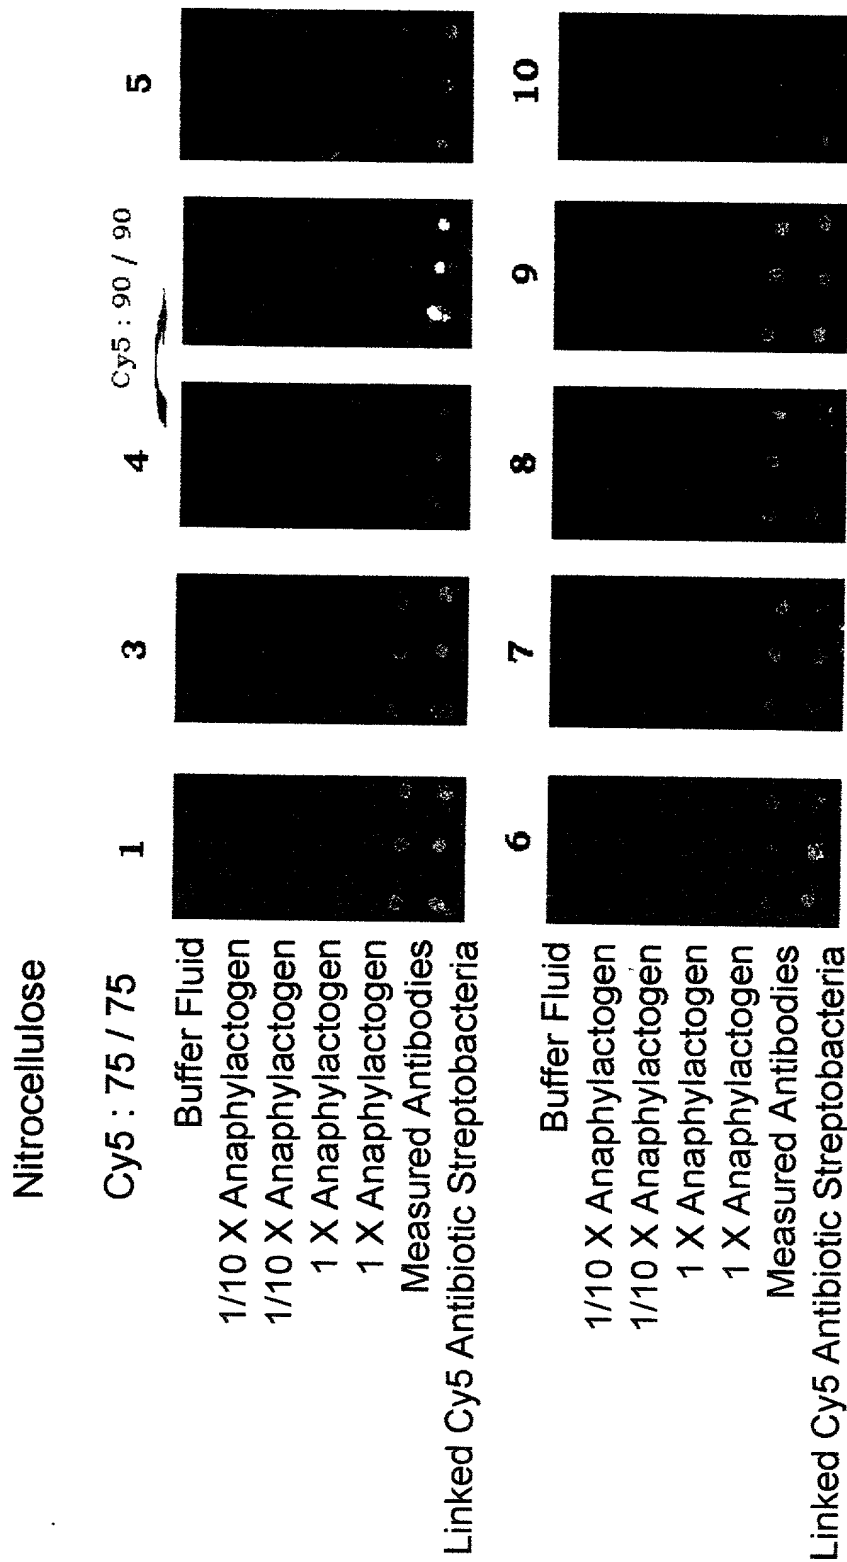 Nitrocellulose
Cy5 : 75 / 75
1 3 4 Cy5 : 90 / 90 5
Buffer Fluid
1/10 X Anaphylactogen
1/10 X Anaphylactogen
1 X Anaphylactogen
1 X Anaphylactogen
Measured Antibodies
Linked Cy5 Antibiotic Streptobacteria
6 7 8 9 10
Buffer Fluid
1/10 X Anaphylactogen
1/10 X Anaphylactogen
1 X Anaphylactogen
1 X Anaphylactogen
Measured Antibodies
Linked Cy5 Antibiotic Streptobacteria